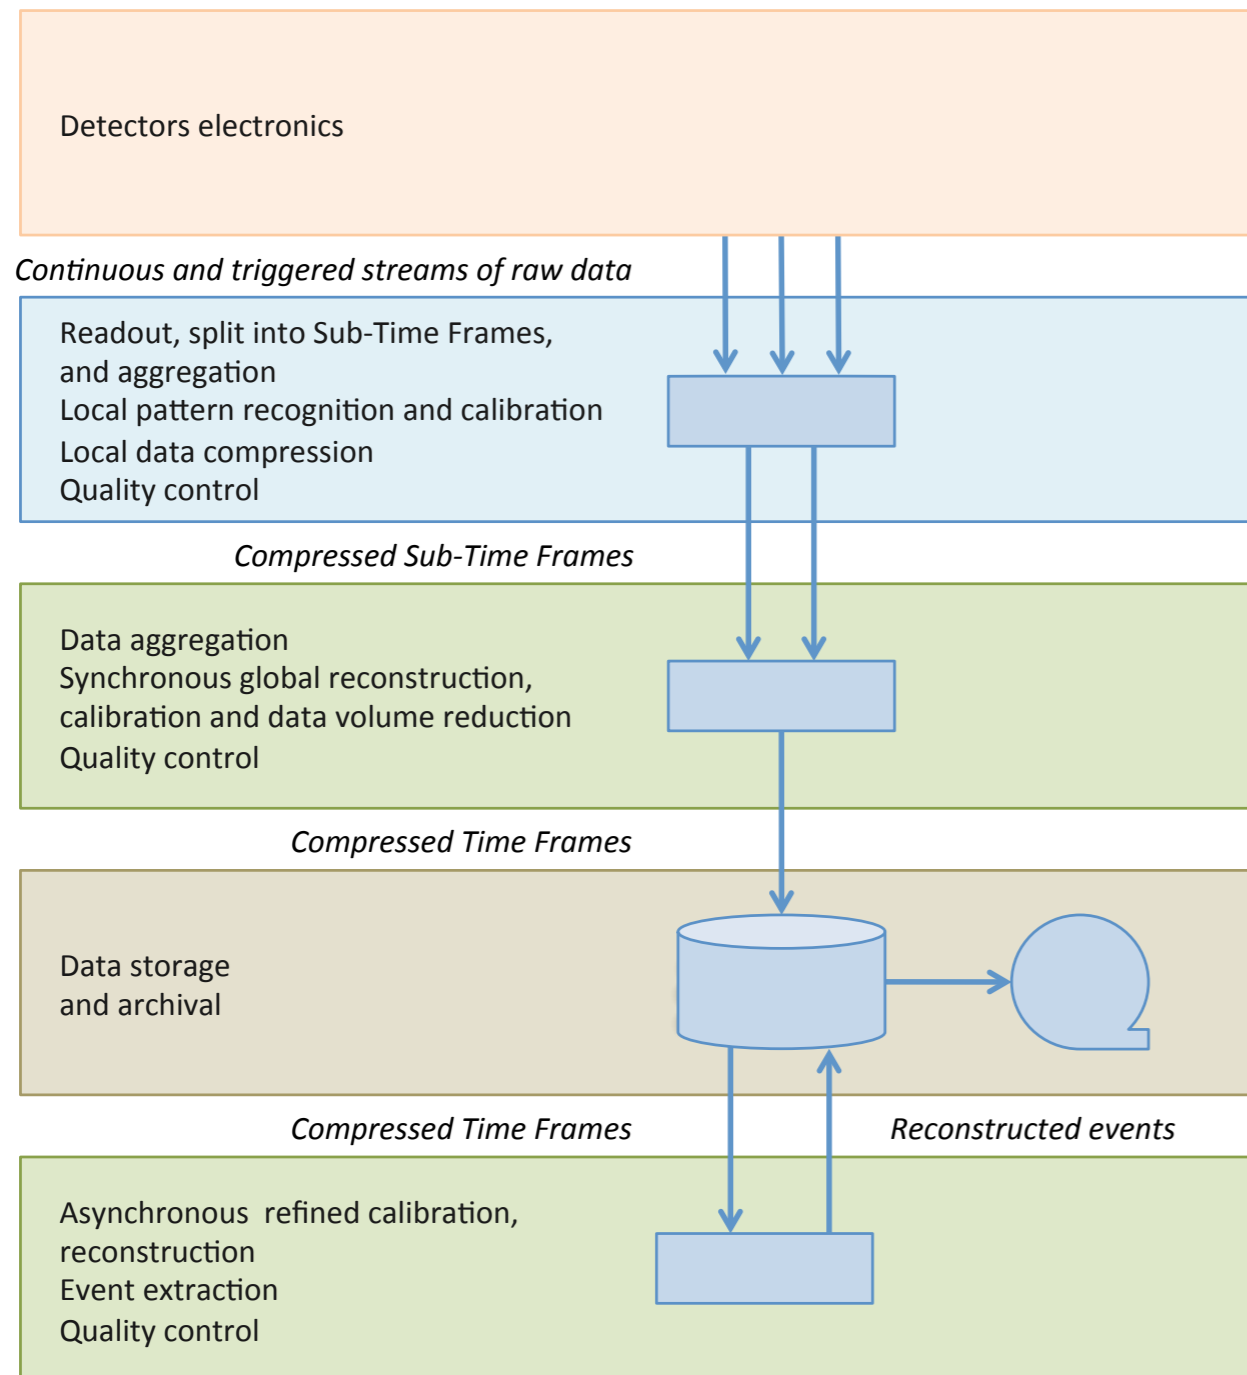 Detectors electronics
Continuous and triggered streams of raw data
Readout, split into Sub-Time Frames,
and aggregation
Local pattern recognition and calibration
Local data compression
Quality control
Compressed Sub-Time Frames
Data aggregation
Synchronous global reconstruction,
calibration and data volume reduction
Quality control
Compressed Time Frames
Data storage
and archival
Compressed Time Frames
Reconstructed events
Asynchronous refined calibration,
reconstruction
Event extraction
Quality control